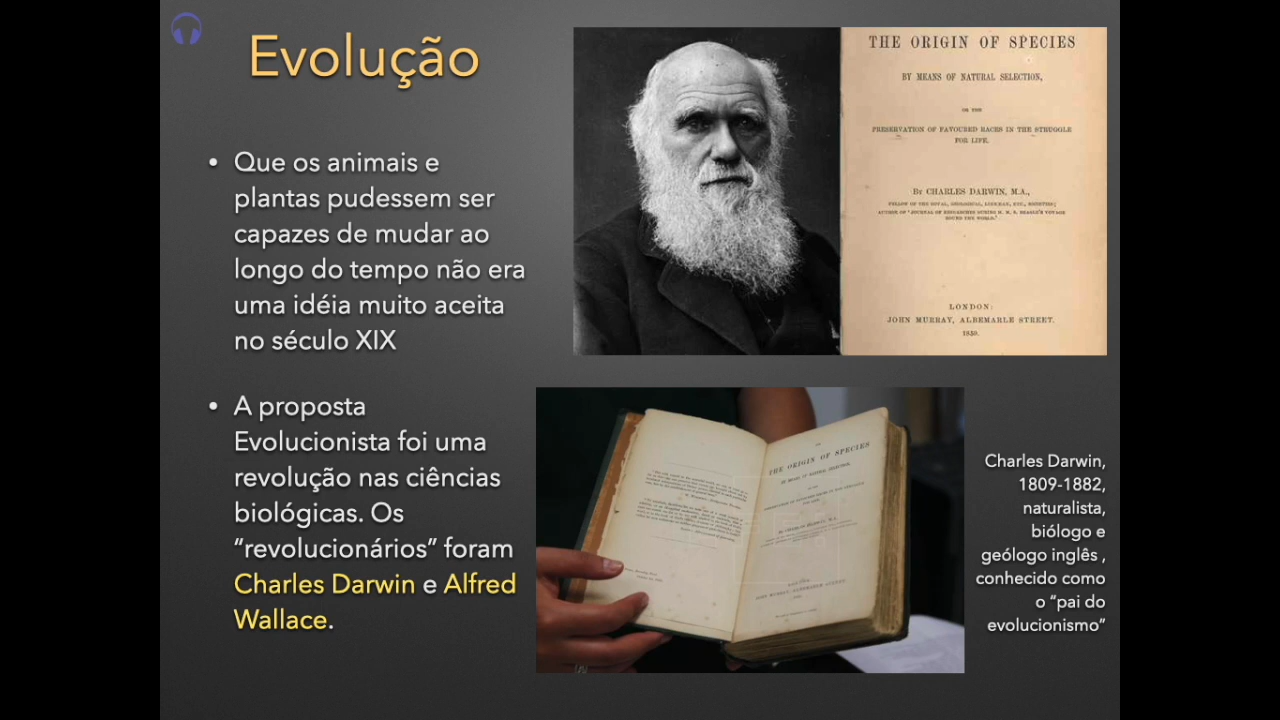 Evolução
• Que os animais e
plantas pudessem ser
capazes de mudar ao
longo do tempo não era
uma idéia muito aceita
no século XIX
• A proposta
Evolucionista foi uma
revolução nas ciências
biológicas. Os
“revolucionários” foram
Charles Darwin e Alfred
Wallace.
THE ORIGIN OF SPECIES
BY MEANS OF NATURAL SELECTION,
OR THE
PRESERVATION OF FAVOURED RACES IN THE STRUGGLE
FOR LIFE.
BY CHARLES DARWIN, M.A.,
FELLOW OF THE ROYAL, GEOLOGICAL, LINNÆAN, ETC., SOCIETIES;
AUTHOR OF 'JOURNAL OF RESEARCHES DURING H. M. S. BEAGLE'S VOYAGE
ROUND THE WORLD.'
LONDON:
JOHN MURRAY, ALBEMARLE STREET.
1859.
THE ORIGIN OF SPECIES
BY MEANS OF NATURAL SELECTION,
BY CHARLES DARWIN, M.A.,
Charles Darwin,
1809-1882,
naturalista,
biólogo e
geólogo inglês ,
conhecido como
o “pai do
evolucionismo”